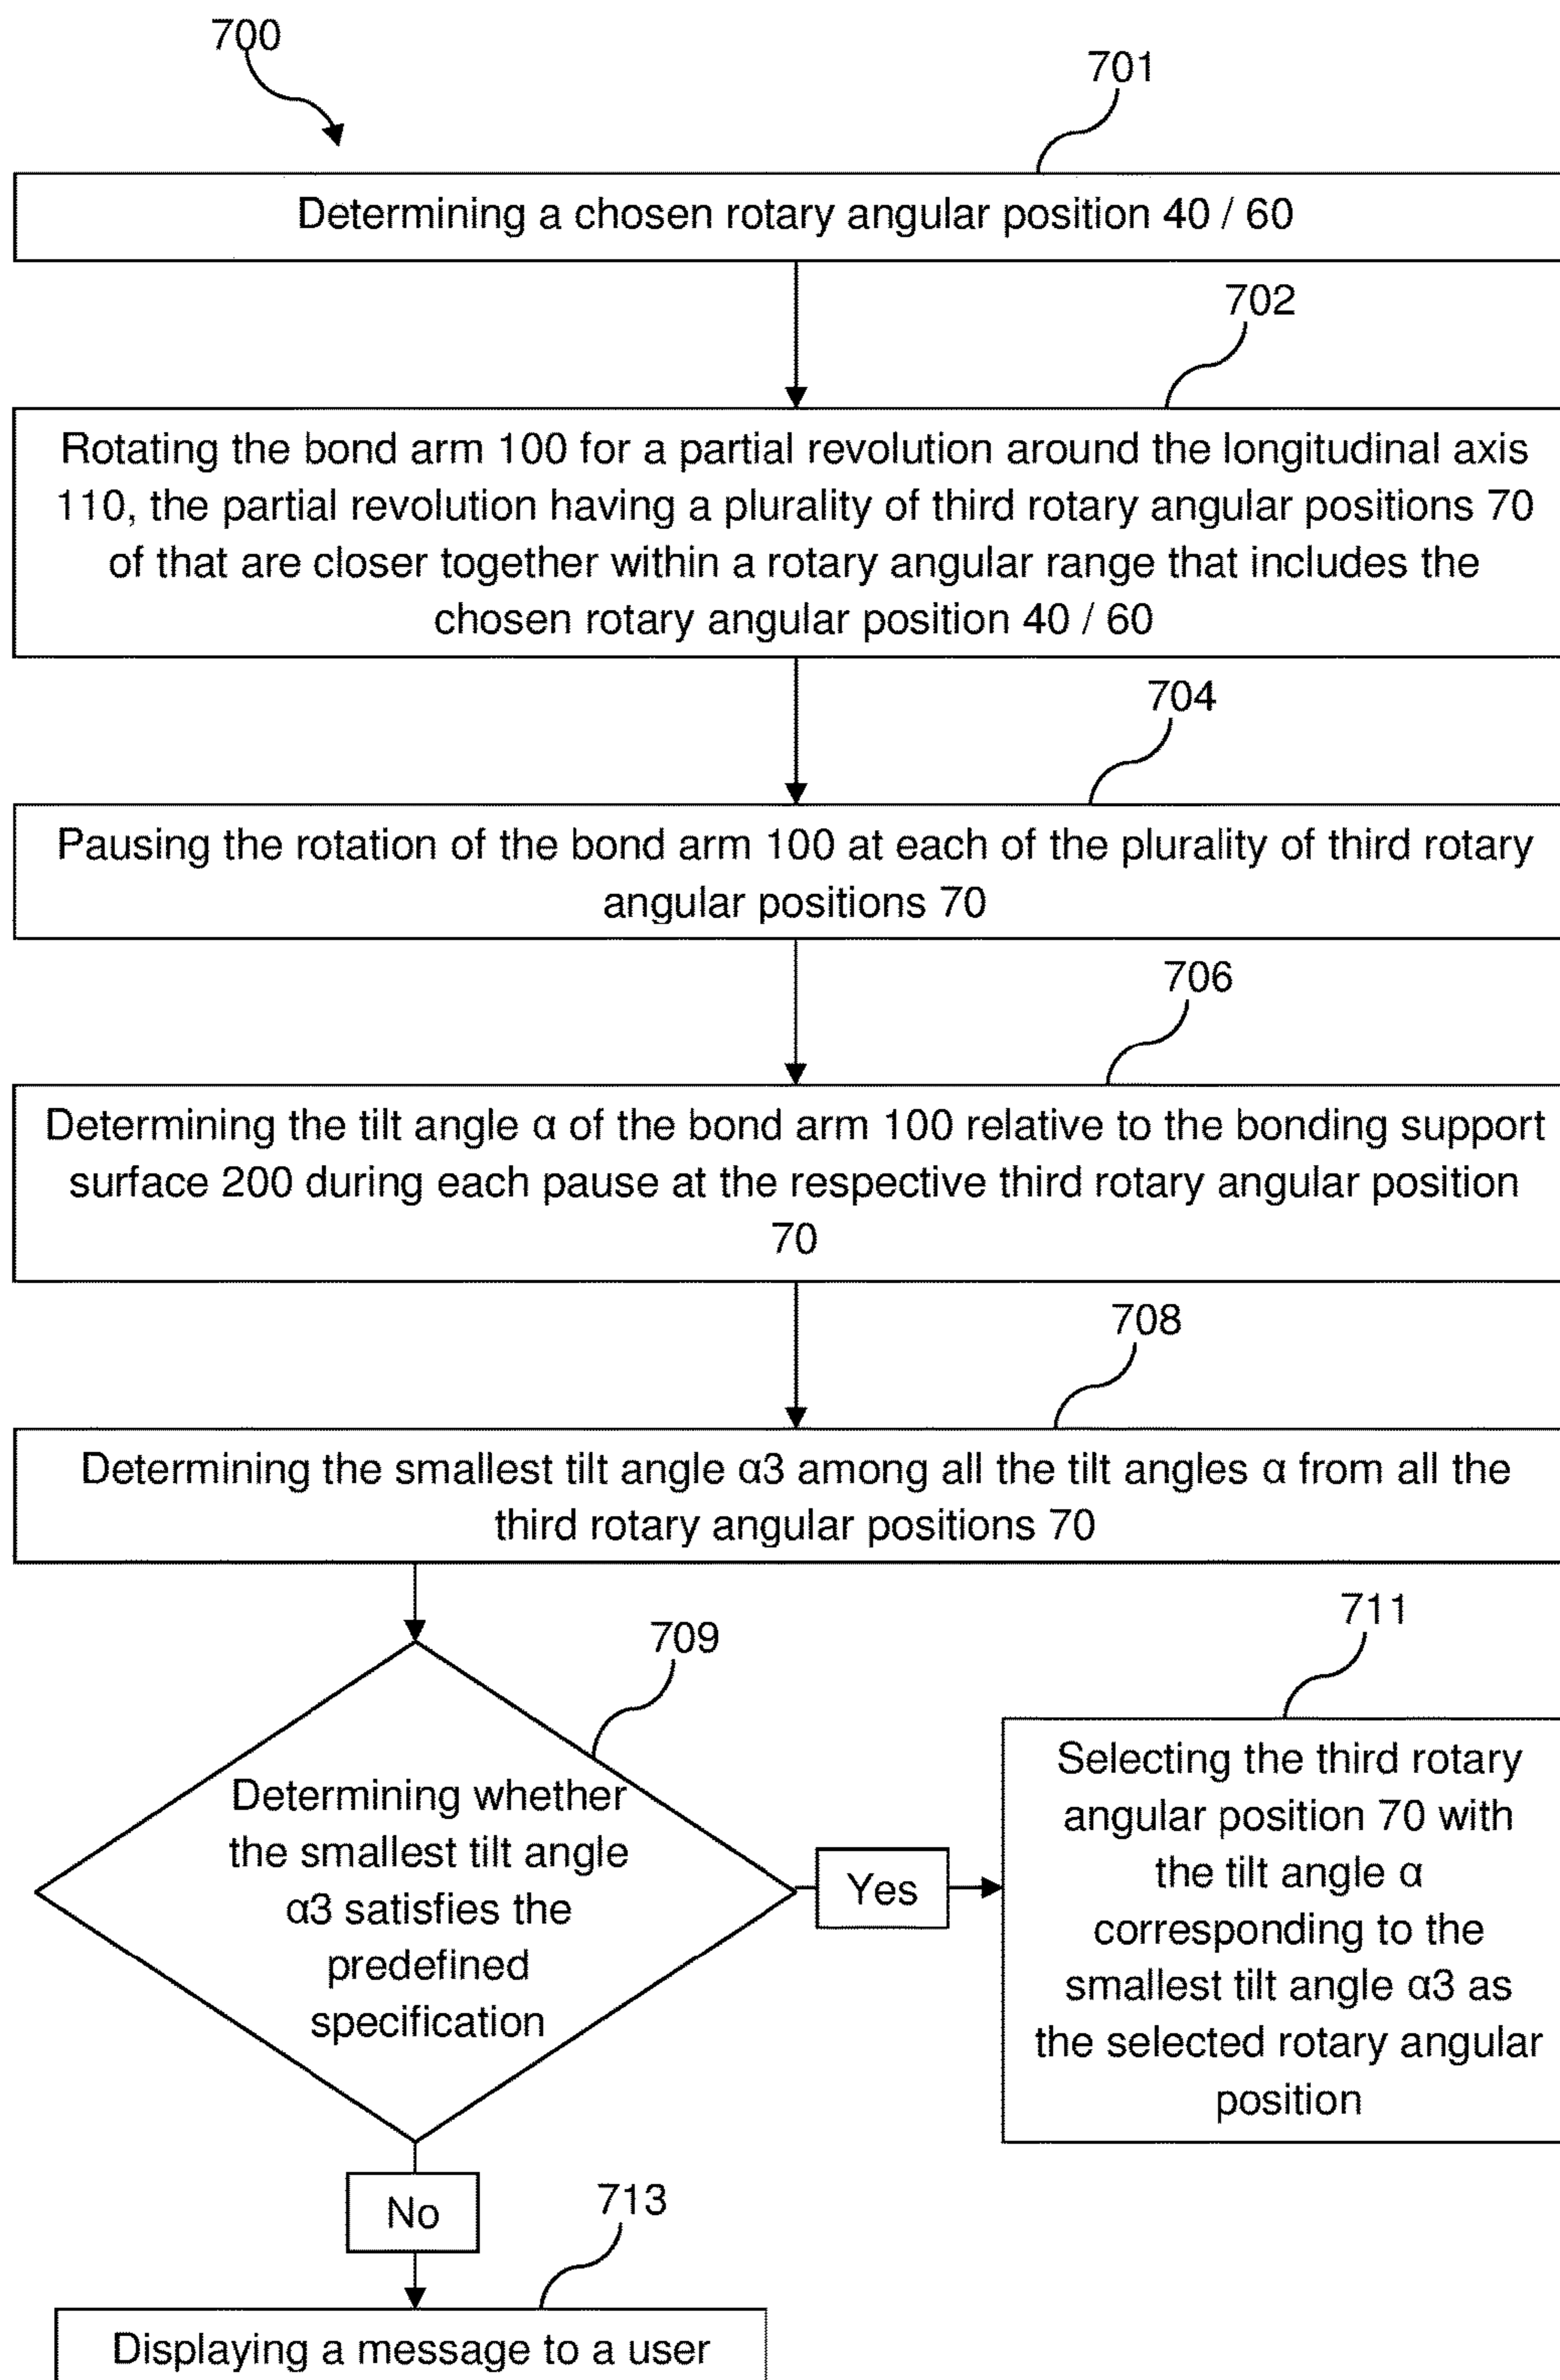 700
701
Determining a chosen rotary angular position 40 / 60
702
Rotating the bond arm 100 for a partial revolution around the longitudinal axis
110, the partial revolution having a plurality of third rotary angular positions 70
of that are closer together within a rotary angular range that includes the
chosen rotary angular position 40 / 60
704
Pausing the rotation of the bond arm 100 at each of the plurality of third rotary
angular positions 70
706
Determining the tilt angle α of the bond arm 100 relative to the bonding support
surface 200 during each pause at the respective third rotary angular position
70
708
Determining the smallest tilt angle α3 among all the tilt angles α from all the
third rotary angular positions 70
709
Determining whether
the smallest tilt angle
α3 satisfies the
predefined
specification
Yes
711
Selecting the third rotary
angular position 70 with
the tilt angle α
corresponding to the
smallest tilt angle α3 as
the selected rotary angular
position
No
713
Displaying a message to a user